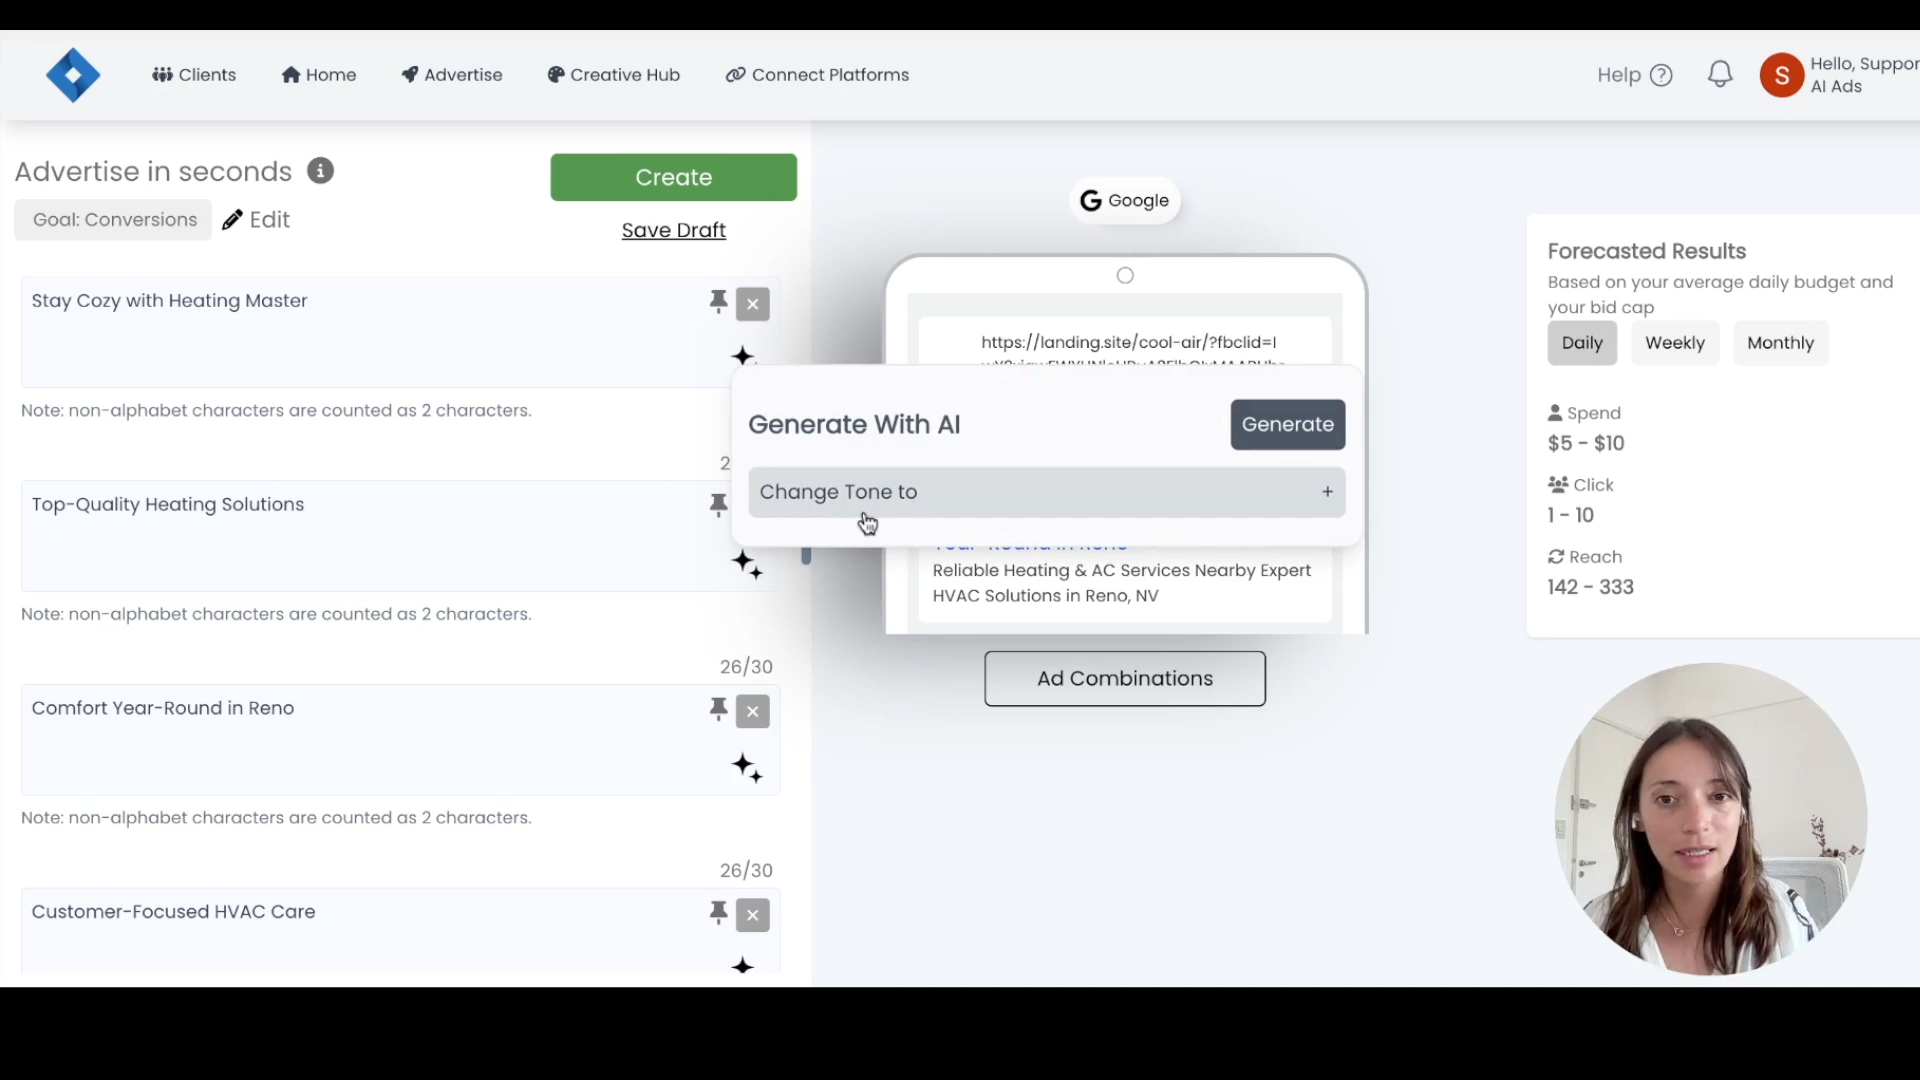 Clients
Home
Advertise
Creative Hub
Connect Platforms
Help
S
Hello, Suppor
AI Ads
Advertise in seconds
Create
Goal: Conversions
Edit
Save Draft
Stay Cozy with Heating Master
Note: non-alphabet characters are counted as 2 characters.
2
Top-Quality Heating Solutions
Note: non-alphabet characters are counted as 2 characters.
26/30
Comfort Year-Round in Reno
Note: non-alphabet characters are counted as 2 characters.
26/30
Customer-Focused HVAC Care
Google
https://landing.site/cool-air/?fbclid=I
Generate With AI
Generate
Change Tone to
+
Year-Round in Reno
Reliable Heating & AC Services Nearby Expert
HVAC Solutions in Reno, NV
Ad Combinations
Forecasted Results
Based on your average daily budget and
your bid cap
Daily
Weekly
Monthly
Spend
$5 - $10
Click
1 - 10
Reach
142 - 333